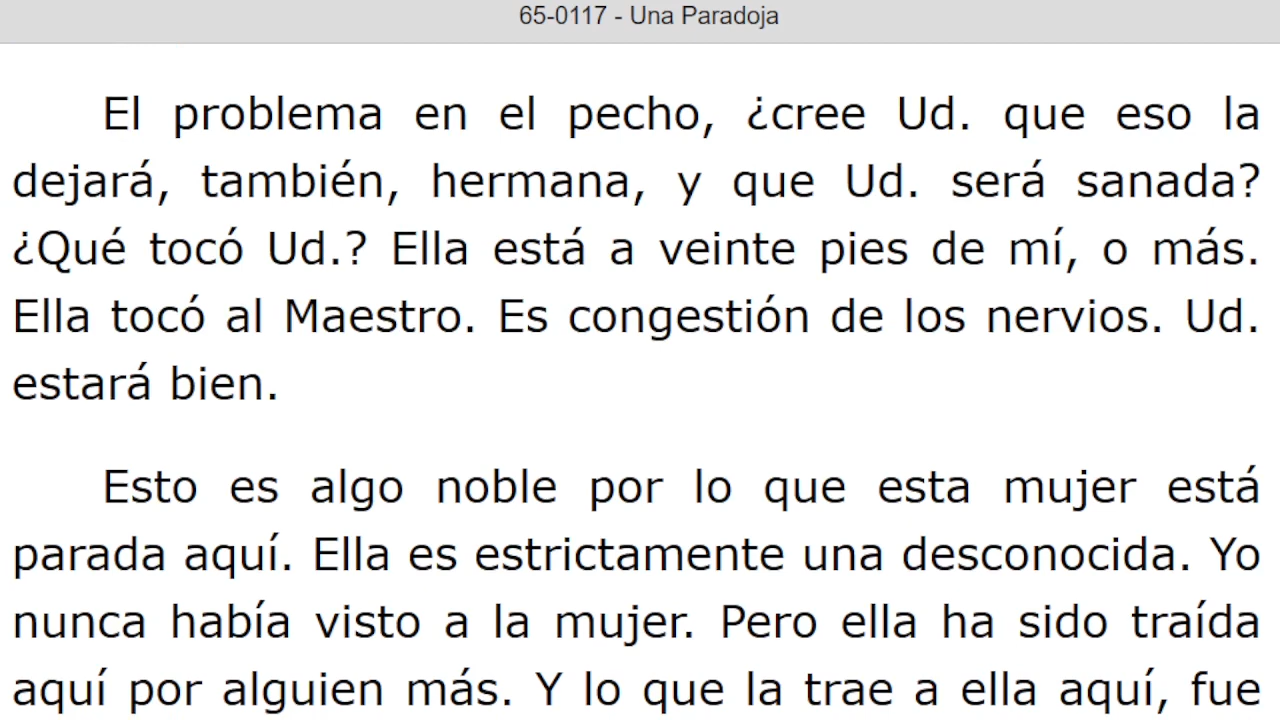 65-0117 - Una Paradoja
El problema en el pecho, ¿cree Ud. que eso la
dejará, también, hermana, y que Ud. será sanada?
¿Qué tocó Ud.? Ella está a veinte pies de mí, o más.
Ella tocó al Maestro. Es congestión de los nervios. Ud.
estará bien.
Esto es algo noble por lo que esta mujer está
parada aquí. Ella es estrictamente una desconocida. Yo
nunca había visto a la mujer. Pero ella ha sido traída
aquí por alguien más. Y lo que la trae a ella aquí, fue